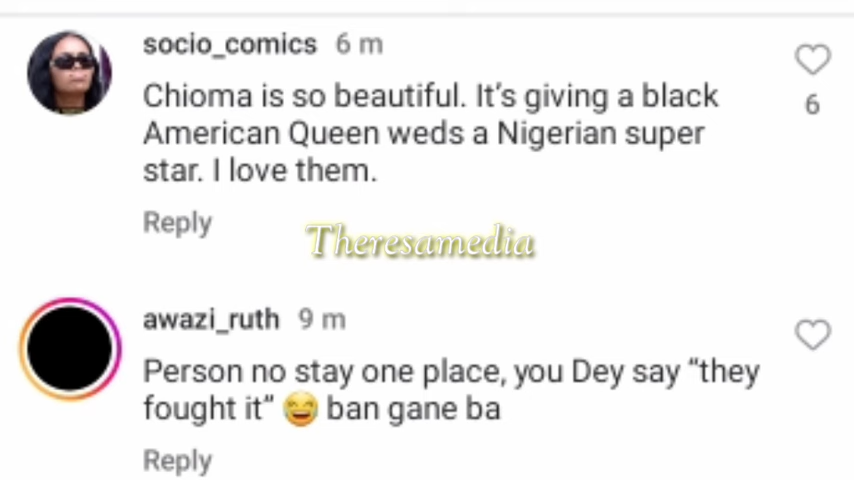 socio_comics 6 m
Chioma is so beautiful. It’s giving a black
6
American Queen weds a Nigerian super
star. I love them.
Reply
Theresamedia
awazi_ruth 9 m
Person no stay one place, you Dey say “they
fought it” 😂 ban gane ba
Reply